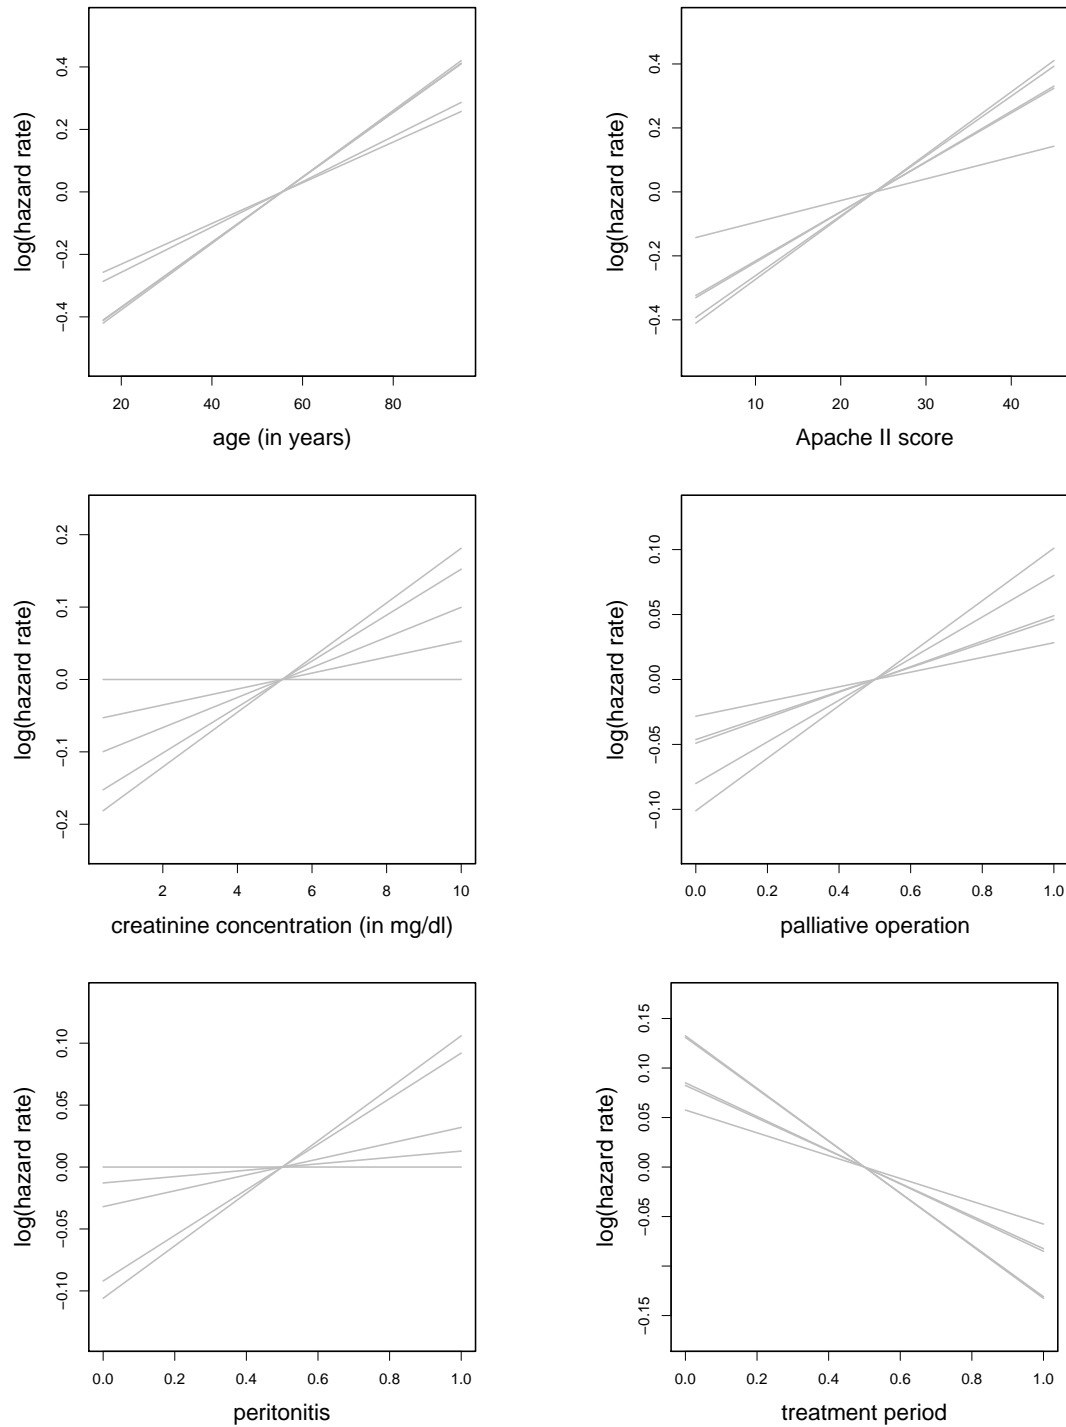 log(hazard rate)
0.4
0.2
0.0
−0.2
−0.4
20 40 60 80
age (in years)
log(hazard rate)
0.4
0.2
0.0
−0.2
−0.4
10 20 30 40
Apache II score
log(hazard rate)
0.2
0.1
0.0
−0.1
−0.2
2 4 6 8 10
creatinine concentration (in mg/dl)
log(hazard rate)
0.10
0.05
0.00
−0.05
−0.10
0.0 0.2 0.4 0.6 0.8 1.0
palliative operation
log(hazard rate)
0.10
0.05
0.00
−0.05
−0.10
0.0 0.2 0.4 0.6 0.8 1.0
peritonitis
log(hazard rate)
0.15
0.10
0.05
0.00
−0.05
−0.15
0.0 0.2 0.4 0.6 0.8 1.0
treatment period